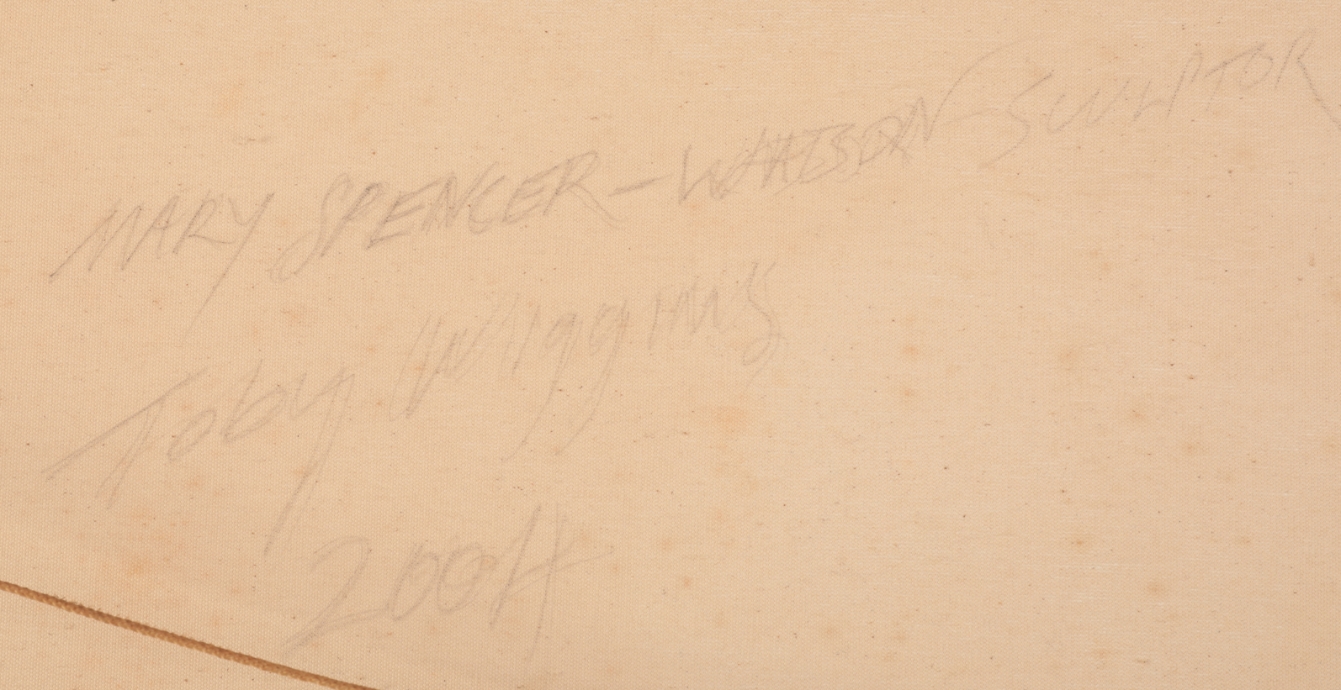 MARY SPENCER-WATSON-SCULPTOR
Toby Wiggins
2004